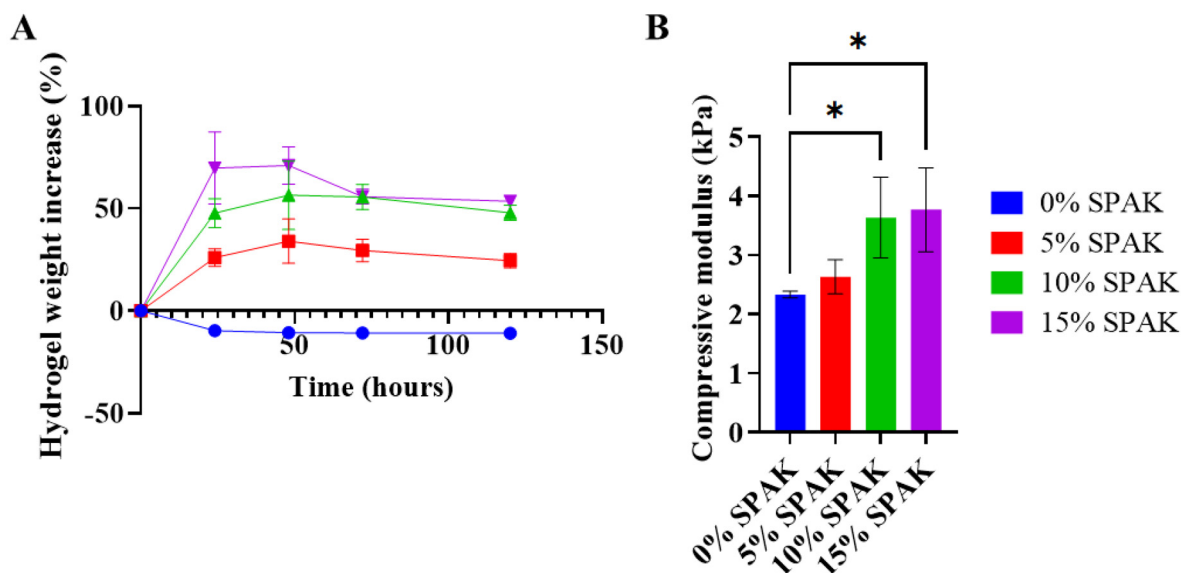 A
Hydrogel weight increase (%)
100
50
0
-50
50
100
150
Time (hours)
B
*
*
Compressive modulus (kPa)
5
4
3
2
1
0
0% SPAK
5% SPAK
10% SPAK
15% SPAK
0% SPAK
5% SPAK
10% SPAK
15% SPAK